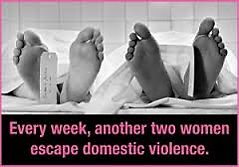 Every week, another two women
escape domestic violence.